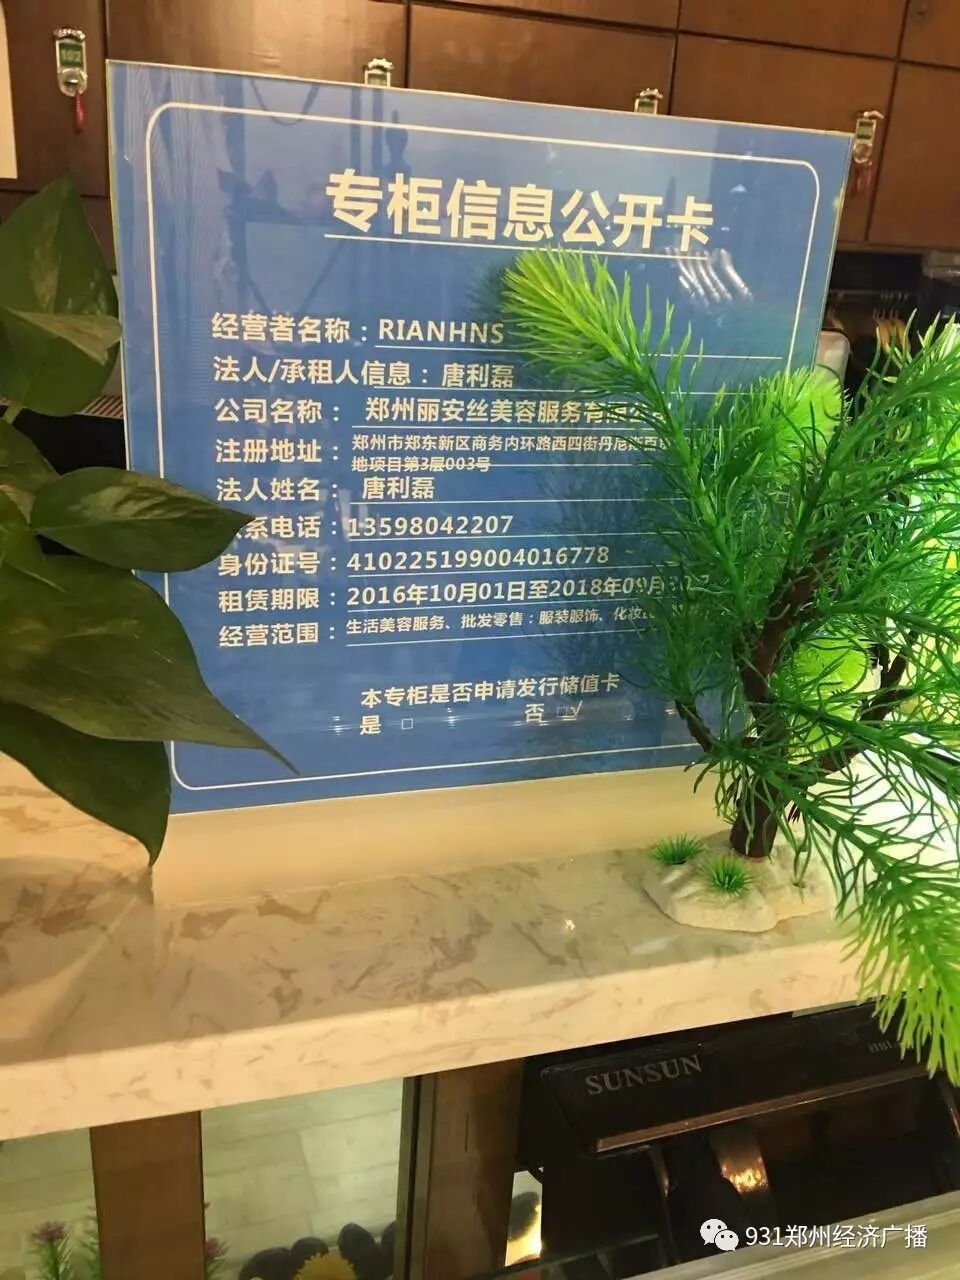 专柜信息公开卡
经营者名称：RIANHNS
法人/承租人信息：唐利磊
公司名称： 郑州丽安丝美容服务有限公
注册地址：郑州市郑东新区商务内环路西四街丹尼斯百
地项目第3层003号
法人姓名： 唐利磊
系电话：13598042207
身份证号：410225199004016778
租赁期限：2016年10月01日至2018年09月
经营范围：生活美容服务、批发零售：服装服饰、化妆
本专柜是否申请发行储值卡
是 □ 否 □√
102
SUNSUN
931郑州经济广播